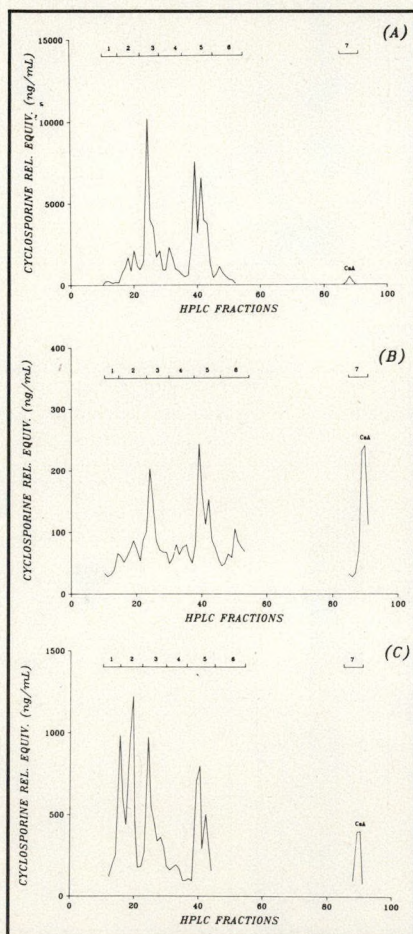 (A)
CYCLOSPORINE REL. EQUIV. (ng/mL)
15000
10000
5000
0
1 2 3 4 5 6 7
CsA
0 20 40 60 80 100
HPLC FRACTIONS
(B)
CYCLOSPORINE REL. EQUIV. (ng/mL)
400
300
200
100
0
1 2 3 4 5 6 7
CsA
0 20 40 60 80 100
HPLC FRACTIONS
(C)
CYCLOSPORINE REL. EQUIV. (ng/mL)
1500
1000
500
0
1 2 3 4 5 6 7
CsA
0 20 40 60 80 100
HPLC FRACTIONS